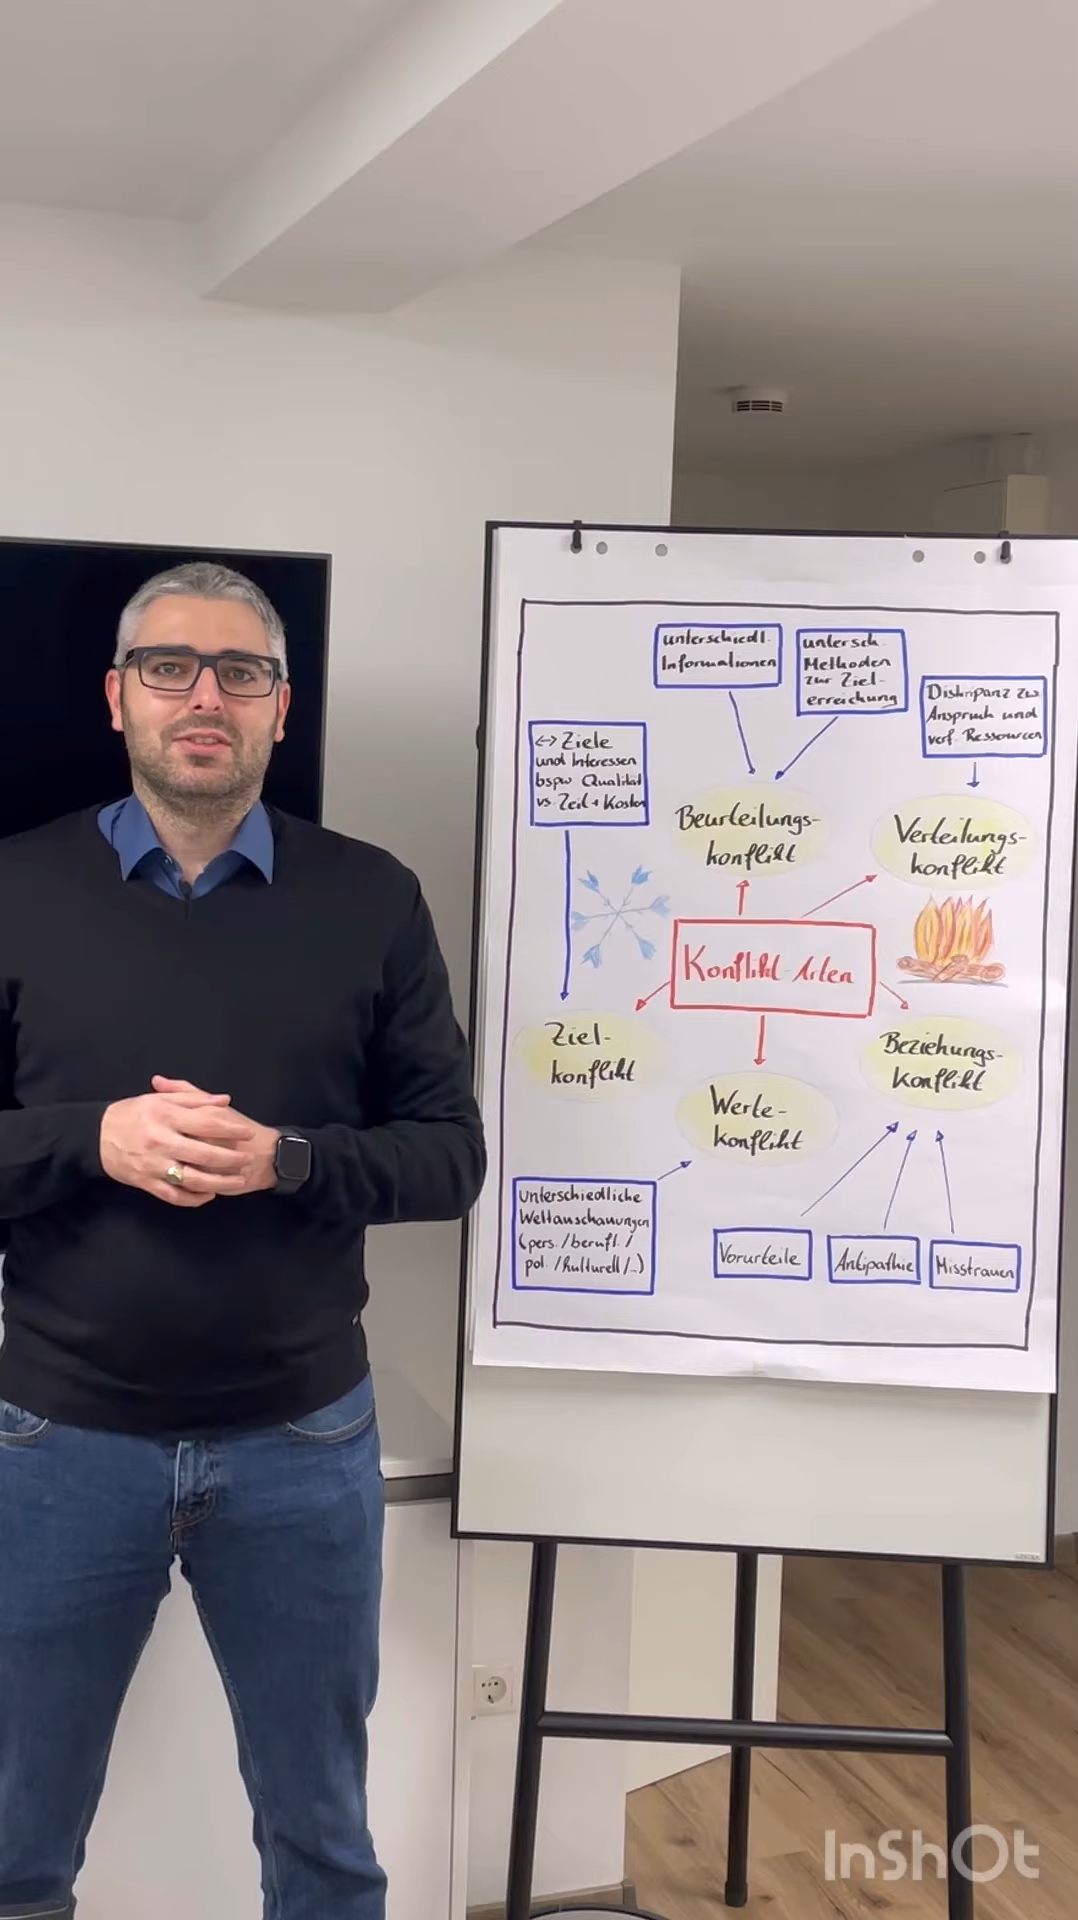 unterschiedl.
Informationen
untersch.
Methoden
zur Ziel-
erreichung
Diskripanz zw.
Anspruch und
verf. Ressourcen
<-> Ziele
und Interessen
bspw Qualität
vs. Zeit + Kosten
Beurteilungs-
konflikt
Verteilungs-
konflikt
Konflikt-Arten
Ziel-
konflikt
Beziehungs-
Konflikt
Werte-
konflikt
unterschiedliche
Weltanschauungen
(pers./berufl./
pol./kulturell/...)
Vorurteile
Antipathie
Misstrauen
InShOt